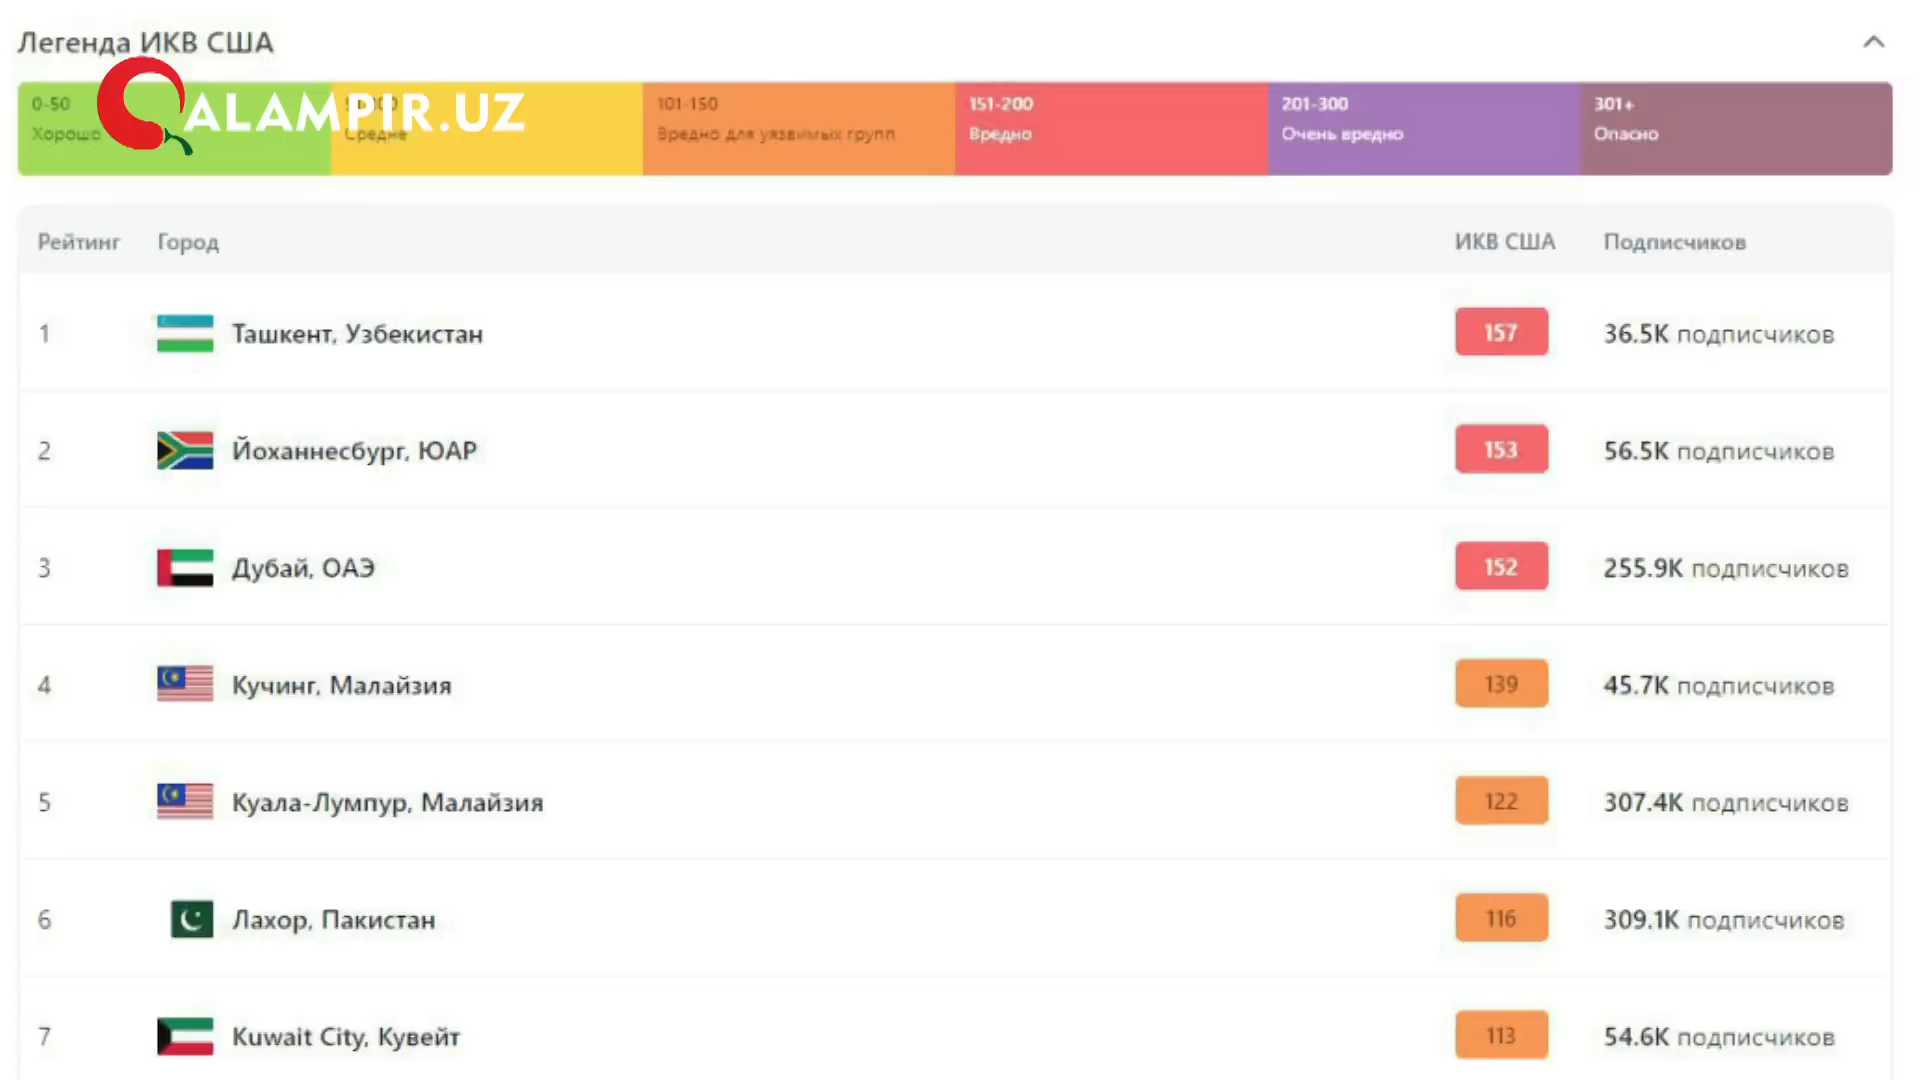 Легенда ИКВ США
ALAMPIR.UZ
0-50
Хорошо
Средне
101-150
Вредно для уязвимых групп
151-200
Вредно
201-300
Очень вредно
301+
Опасно
Рейтинг Город ИКВ США Подписчиков
1 Ташкент, Узбекистан 157 36.5K подписчиков
2 Йоханнесбург, ЮАР 153 56.5K подписчиков
3 Дубай, ОАЭ 152 255.9K подписчиков
4 Кучинг, Малайзия 139 45.7K подписчиков
5 Куала-Лумпур, Малайзия 122 307.4K подписчиков
6 Лахор, Пакистан 116 309.1K подписчиков
7 Kuwait City, Кувейт 113 54.6K подписчиков